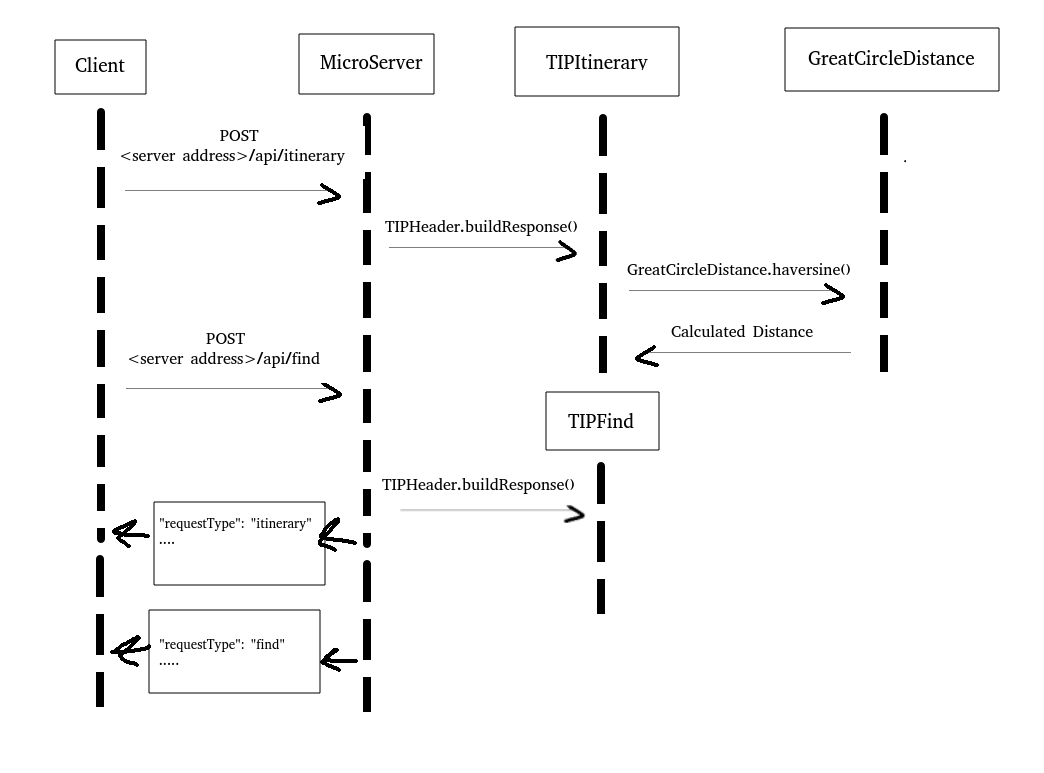 Client
MicroServer
TIPItinerary
GreatCircleDistance
POST
<server address>/api/itinerary
TIPHeader.buildResponse()
GreatCircleDistance.haversine()
Calculated Distance
POST
<server address>/api/find
TIPFind
TIPHeader.buildResponse()
"requestType": "itinerary"
....
"requestType": "find"
.....